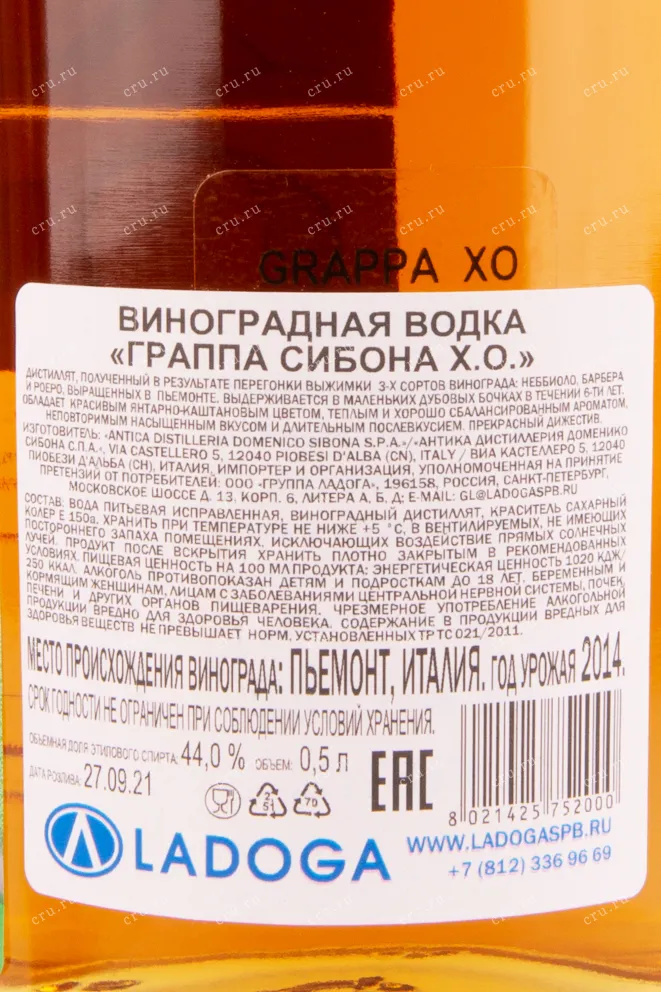 GRAPPA XO
ВИНОГРАДНАЯ ВОДКА
«ГРАППА СИБОНА Х.О.»
ДИСТИЛЛЯТ, ПОЛУЧЕННЫЙ В РЕЗУЛЬТАТЕ ПЕРЕГОНКИ ВЫЖИМКИ 3-Х СОРТОВ ВИНОГРАДА: НЕББИОЛО, БАРБЕРА
И РОЕРО, ВЫРАЩЕННЫХ В ПЬЕМОНТЕ. ВЫДЕРЖИВАЕТСЯ В МАЛЕНЬКИХ ДУБОВЫХ БОЧКАХ В ТЕЧЕНИИ 6-ТИ ЛЕТ.
ОБЛАДАЕТ КРАСИВЫМ ЯНТАРНО-КАШТАНОВЫМ ЦВЕТОМ, ТЕПЛЫМ И ХОРОШО СБАЛАНСИРОВАННЫМ АРОМАТОМ,
НЕПОВТОРИМЫМ НАСЫЩЕННЫМ ВКУСОМ И ДЛИТЕЛЬНЫМ ПОСЛЕВКУСИЕМ. ПРЕКРАСНЫЙ ДИЖЕСТИВ.
ИЗГОТОВИТЕЛЬ: «ANTICA DISTILLERIA DOMENICO SIBONA S.P.A.»/«АНТИКА ДИСТИЛЛЕРИЯ ДОМЕНИКО
СИБОНА С.П.А.», VIA CASTELLERO 5, 12040 PIOBESI D'ALBA (CN), ITALY / ВИА КАСТЕЛЛЕРО 5, 12040
ПИОБЕЗИ Д'АЛЬБА (CH), ИТАЛИЯ. ИМПОРТЕР И ОРГАНИЗАЦИЯ, УПОЛНОМОЧЕННАЯ НА ПРИНЯТИЕ
ПРЕТЕНЗИЙ ОТ ПОТРЕБИТЕЛЕЙ: ООО «ГРУППА ЛАДОГА», 196158, РОССИЯ, САНКТ-ПЕТЕРБУРГ,
МОСКОВСКОЕ ШОССЕ Д. 13, КОРП. 6, ЛИТЕРА А, Б, Д; E-MAIL: GL@LADOGASPB.RU
СОСТАВ: ВОДА ПИТЬЕВАЯ ИСПРАВЛЕННАЯ, ВИНОГРАДНЫЙ ДИСТИЛЛЯТ, КРАСИТЕЛЬ САХАРНЫЙ
КОЛЕР Е 150а. ХРАНИТЬ ПРИ ТЕМПЕРАТУРЕ НЕ НИЖЕ +5 °С, В ВЕНТИЛИРУЕМЫХ, НЕ ИМЕЮЩИХ
ПОСТОРОННЕГО ЗАПАХА ПОМЕЩЕНИЯХ, ИСКЛЮЧАЮЩИХ ВОЗДЕЙСТВИЕ ПРЯМЫХ СОЛНЕЧНЫХ
ЛУЧЕЙ. ПРОДУКТ ПОСЛЕ ВСКРЫТИЯ ХРАНИТЬ ПЛОТНО ЗАКРЫТЫМ В РЕКОМЕНДОВАННЫХ
УСЛОВИЯХ. ПИЩЕВАЯ ЦЕННОСТЬ НА 100 МЛ ПРОДУКТА: ЭНЕРГЕТИЧЕСКАЯ ЦЕННОСТЬ 1020 КДЖ/
250 ККАЛ. АЛКОГОЛЬ ПРОТИВОПОКАЗАН ДЕТЯМ И ПОДРОСТКАМ ДО 18 ЛЕТ, БЕРЕМЕННЫМ И
КОРМЯЩИМ ЖЕНЩИНАМ, ЛИЦАМ С ЗАБОЛЕВАНИЯМИ ЦЕНТРАЛЬНОЙ НЕРВНОЙ СИСТЕМЫ, ПОЧЕК,
ПЕЧЕНИ И ДРУГИХ ОРГАНОВ ПИЩЕВАРЕНИЯ. ЧРЕЗМЕРНОЕ УПОТРЕБЛЕНИЕ АЛКОГОЛЬНОЙ
ПРОДУКЦИИ ВРЕДНО ДЛЯ ЗДОРОВЬЯ ЧЕЛОВЕКА. СОДЕРЖАНИЕ В ПРОДУКЦИИ ВРЕДНЫХ ДЛЯ
ЗДОРОВЬЯ ВЕЩЕСТВ НЕ ПРЕВЫШАЕТ НОРМ, УСТАНОВЛЕННЫХ ТР ТС 021/2011.
МЕСТО ПРОИСХОЖДЕНИЯ ВИНОГРАДА: ПЬЕМОНТ, ИТАЛИЯ. ГОД УРОЖАЯ 2014.
СРОК ГОДНОСТИ НЕ ОГРАНИЧЕН ПРИ СОБЛЮДЕНИИ УСЛОВИЙ ХРАНЕНИЯ.
ОБЪЕМНАЯ ДОЛЯ ЭТИЛОВОГО СПИРТА: 44,0 % ОБЪЕМ: 0,5 л
ДАТА РОЗЛИВА: 27.09.21
EAC
8 021425 752000
LADOGA
WWW.LADOGASPB.RU
+7 (812) 336 96 69